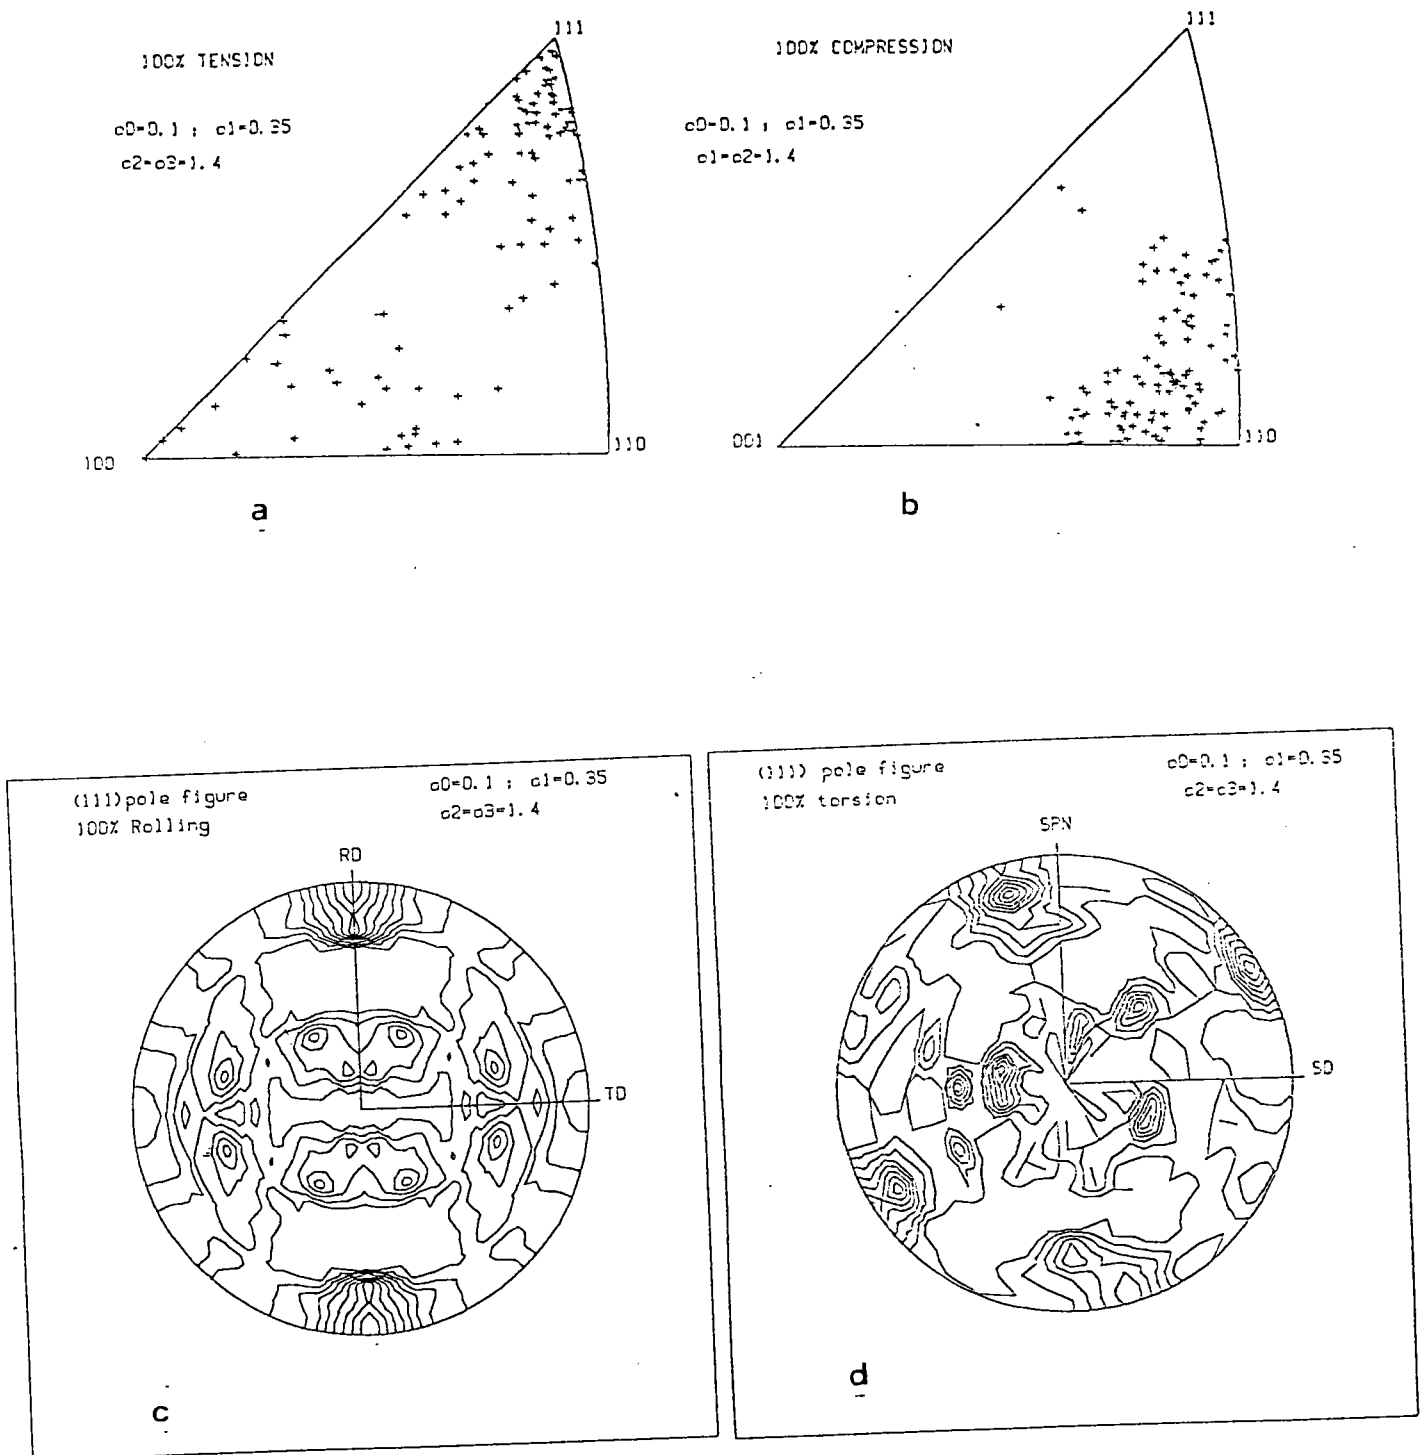 111
100% TENSION
c0=0.1 ; c1=0.35
c2=c3=1.4
100
110
a
111
100% COMPRESSION
c0=0.1 ; c1=0.35
c1=c2=1.4
001
110
b
(111) pole figure
100% Rolling
c0=0.1 ; c1=0.35
c2=c3=1.4
RD
TD
c
(111) pole figure
100% torsion
c0=0.1 ; c1=0.35
c2=c3=1.4
SPN
SD
d